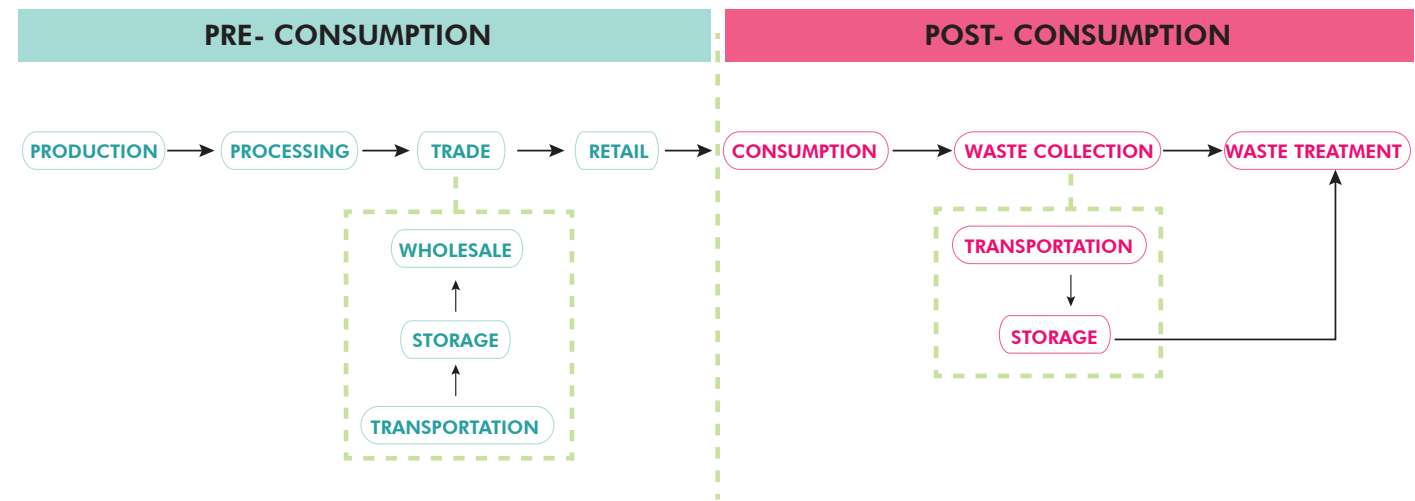 PRE- CONSUMPTION
POST- CONSUMPTION
PRODUCTION
PROCESSING
TRADE
RETAIL
CONSUMPTION
WASTE COLLECTION
WASTE TREATMENT
WHOLESALE
STORAGE
TRANSPORTATION
TRANSPORTATION
STORAGE